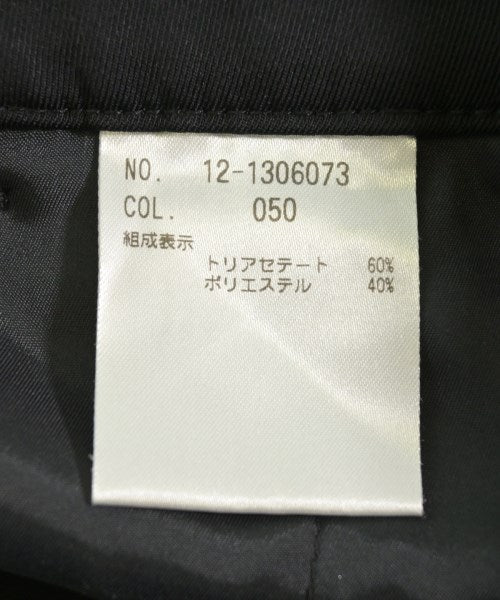 NO. 12-1306073
COL. 050
組成表示
トリアセテート 60%
ポリエステル 40%